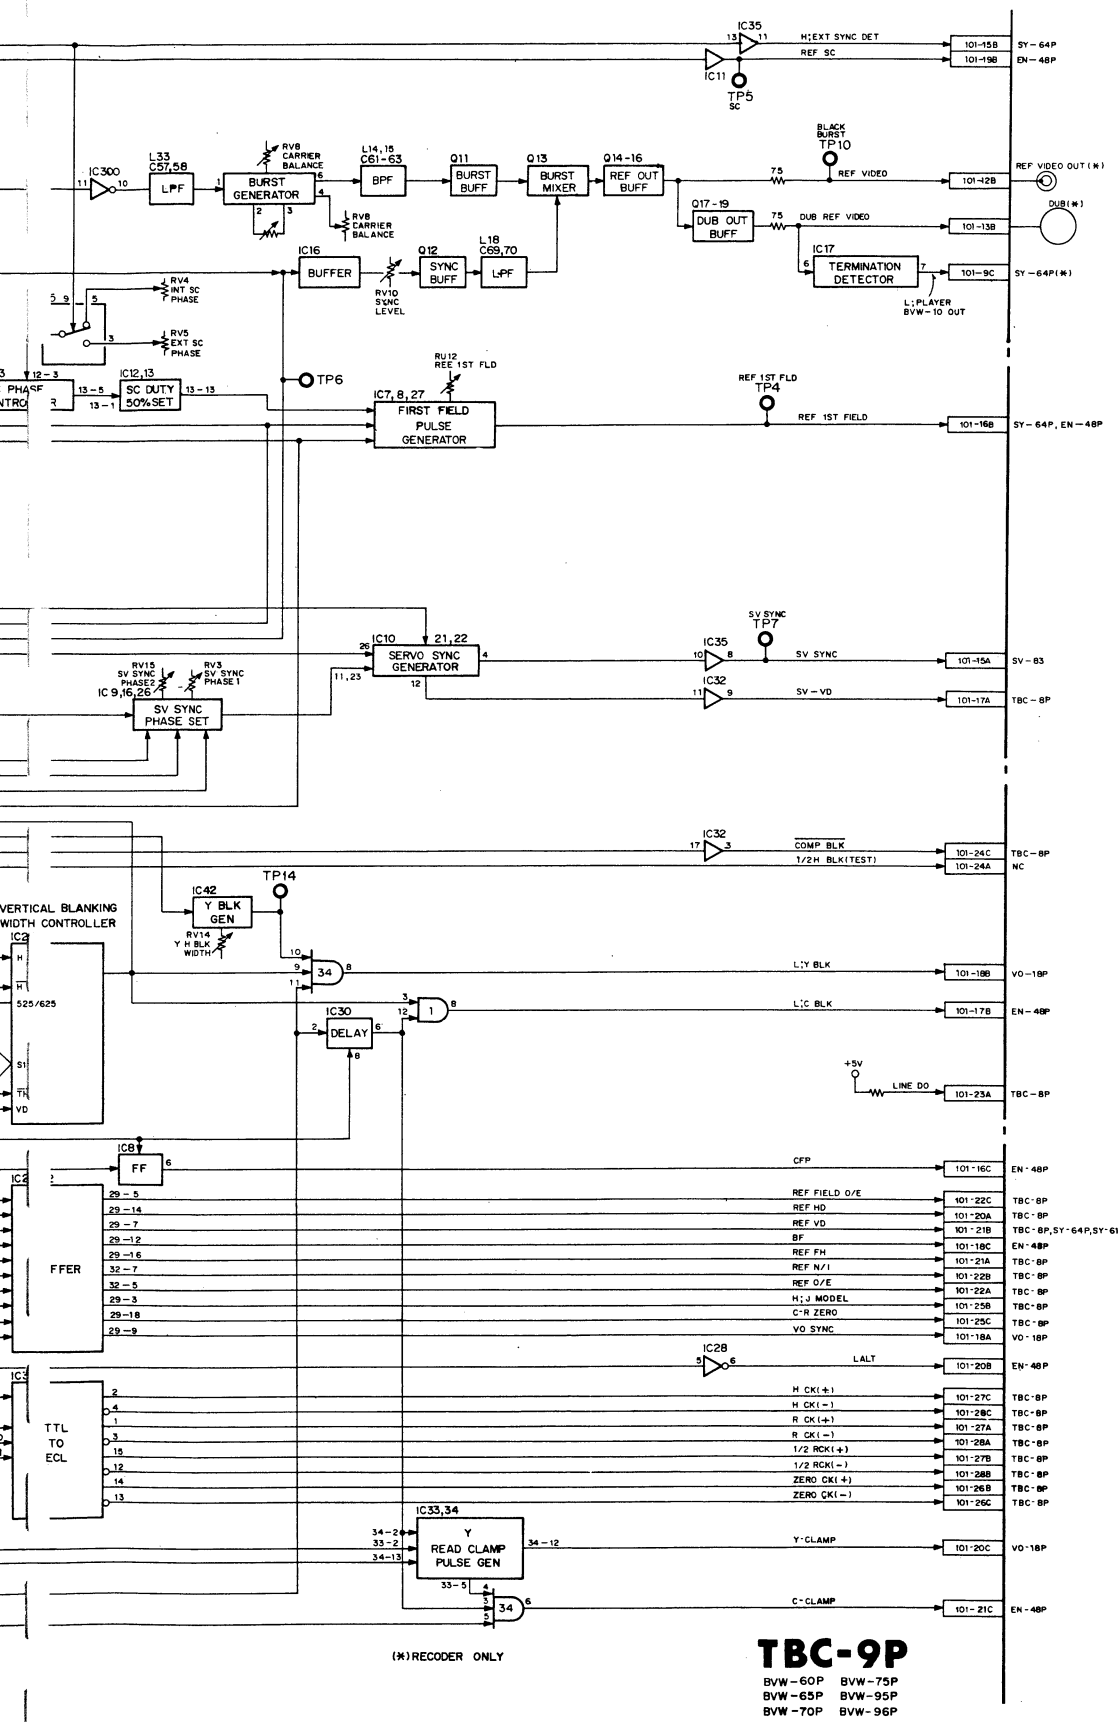 IC35
13 11 H;EXT SYNC DET 101-15B SY-64P
REF SC 101-19B EN-48P
IC11
TP5
SC
BLACK
BURST
TP10
L33
C57,58
IC300
11 10
LPF
1
BURST
GENERATOR
6
4
2 3
RV8
CARRIER
BALANCE
L14,15
C61-63
BPF
RV8
CARRIER
BALANCE
Q11
BURST
BUFF
Q13
BURST
MIXER
Q14-16
REF OUT
BUFF
75
REF VIDEO
101-12B
REF VIDEO OUT(*)
Q17-19
DUB OUT
BUFF
75
DUB REF VIDEO
101-13B
DUB(*)
IC16
BUFFER
RV10
SYNC
LEVEL
Q12
SYNC
BUFF
L18
C69,70
LPF
IC17
6
TERMINATION
DETECTOR
7
101-9C
SY-64P(*)
L;PLAYER
BVW-10 OUT
RV4
INT SC
PHASE
9 5
3
RV5
EXT SC
PHASE
12-3
PHASE
13-5
13-1
IC12,13
SC DUTY
50%SET
13-13
TP6
RU12
REE 1ST FLD
IC7,8,27
FIRST FIELD
PULSE
GENERATOR
REF 1ST FLD
TP4
REF 1ST FIELD
101-16B
SY-64P, EN-48P
SV SYNC
TP7
IC10
21,22
26
SERVO SYNC
GENERATOR
4
11,23
12
IC35
10 8
SV SYNC
101-15A
SV-83
IC32
11 9
SV-VD
101-17A
TBC-8P
RV15
SV SYNC
PHASE2
RV3
SV SYNC
PHASE1
IC9,16,26
SV SYNC
PHASE SET
IC32
17 3
COMP BLK
101-24C
TBC-8P
1/2H BLK(TEST)
101-24A
NC
TP14
IC42
Y BLK
GEN
RV14
Y H BLK
WIDTH
VERTICAL BLANKING
WIDTH CONTROLLER
IC2
H
H
525/625
S1
VD
10
9
11
34
8
L;Y BLK
101-18B
VO-18P
3
12
1
8
L;C BLK
101-17B
EN-48P
IC30
2
DELAY
6
8
+5V
LINE DO
101-23A
TBC-8P
IC8
FF
6
CFP
101-16C
EN-48P
IC2
FFER
29-5 REF FIELD O/E 101-22C TBC-8P
29-14 REF HD 101-20A TBC-8P
29-7 REF VD 101-21B TBC-8P,SY-64P,SY-61
29-12 BF 101-18C EN-48P
29-16 REF FH 101-21A TBC-8P
32-7 REF N/I 101-22B TBC-8P
32-5 REF O/E 101-22A TBC-8P
29-3 H;J MODEL 101-25B TBC-8P
29-18 C-R ZERO 101-25C TBC-8P
29-9 VO SYNC 101-18A VO-18P
IC28
5 6 LALT 101-20B EN-48P
IC3
TTL
TO
ECL
2 H CK(+) 101-27C TBC-8P
4 H CK(-) 101-28C TBC-8P
1 R CK(+) 101-27A TBC-8P
3 R CK(-) 101-28A TBC-8P
15 1/2 RCK(+) 101-27B TBC-8P
12 1/2 RCK(-) 101-28B TBC-8P
14 ZERO CK(+) 101-26B TBC-8P
13 ZERO CK(-) 101-26C TBC-8P
IC33,34
34-2
33-2
34-13
Y
READ CLAMP
PULSE GEN
34-12
Y-CLAMP
101-20C
VO-18P
33-5
4
3
5
34
6
C-CLAMP
101-21C
EN-48P
(*)RECODER ONLY
TBC-9P
BVW-60P BVW-75P
BVW-65P BVW-95P
BVW-70P BVW-96P